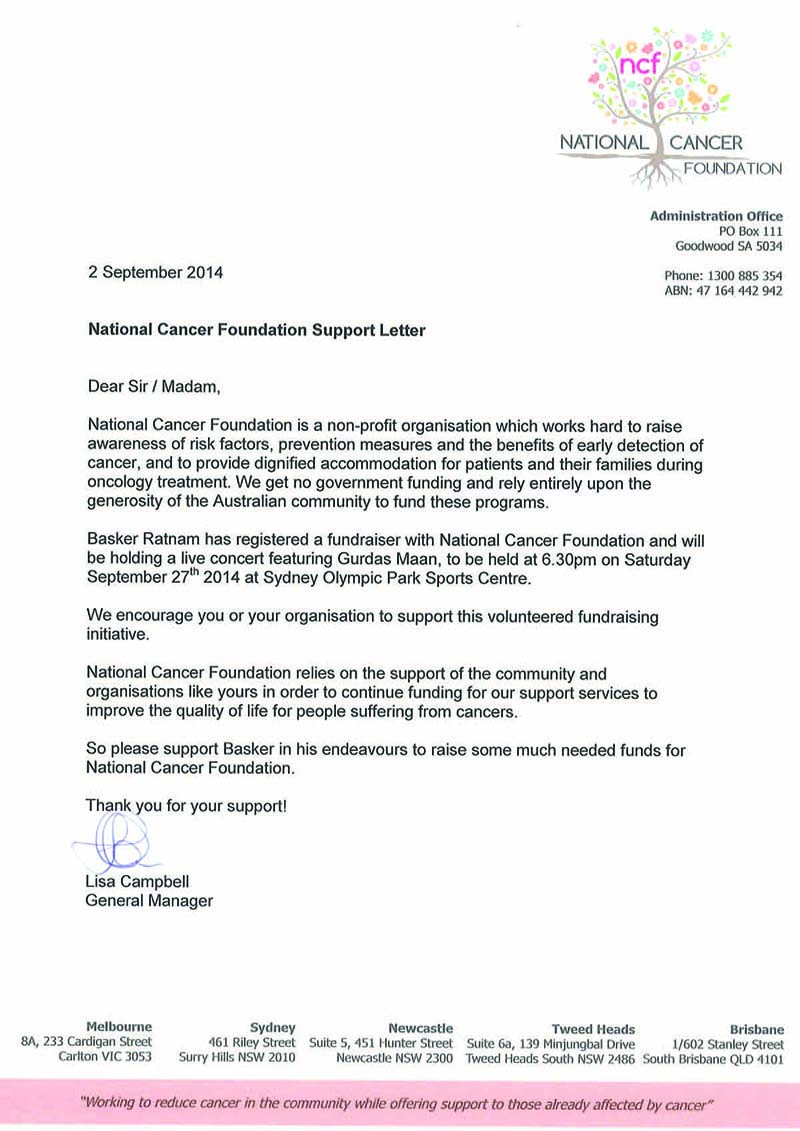 ncf
NATIONAL CANCER
FOUNDATION
Administration Office
PO Box 111
Goodwood SA 5034
Phone: 1300 885 354
ABN: 47 164 442 942
2 September 2014
National Cancer Foundation Support Letter
Dear Sir / Madam,
National Cancer Foundation is a non-profit organisation which works hard to raise
awareness of risk factors, prevention measures and the benefits of early detection of
cancer, and to provide dignified accommodation for patients and their families during
oncology treatment. We get no government funding and rely entirely upon the
generosity of the Australian community to fund these programs.
Basker Ratnam has registered a fundraiser with National Cancer Foundation and will
be holding a live concert featuring Gurdas Maan, to be held at 6.30pm on Saturday
September 27th 2014 at Sydney Olympic Park Sports Centre.
We encourage you or your organisation to support this volunteered fundraising
initiative.
National Cancer Foundation relies on the support of the community and
organisations like yours in order to continue funding for our support services to
improve the quality of life for people suffering from cancers.
So please support Basker in his endeavours to raise some much needed funds for
National Cancer Foundation.
Thank you for your support!
Lisa Campbell
General Manager
Melbourne
8A, 233 Cardigan Street
Carlton VIC 3053
Sydney
461 Riley Street
Surry Hills NSW 2010
Newcastle
Suite 5, 451 Hunter Street
Newcastle NSW 2300
Tweed Heads
Suite 6a, 139 Minjungbal Drive
Tweed Heads South NSW 2486
Brisbane
1/602 Stanley Street
South Brisbane QLD 4101
"Working to reduce cancer in the community while offering support to those already affected by cancer"